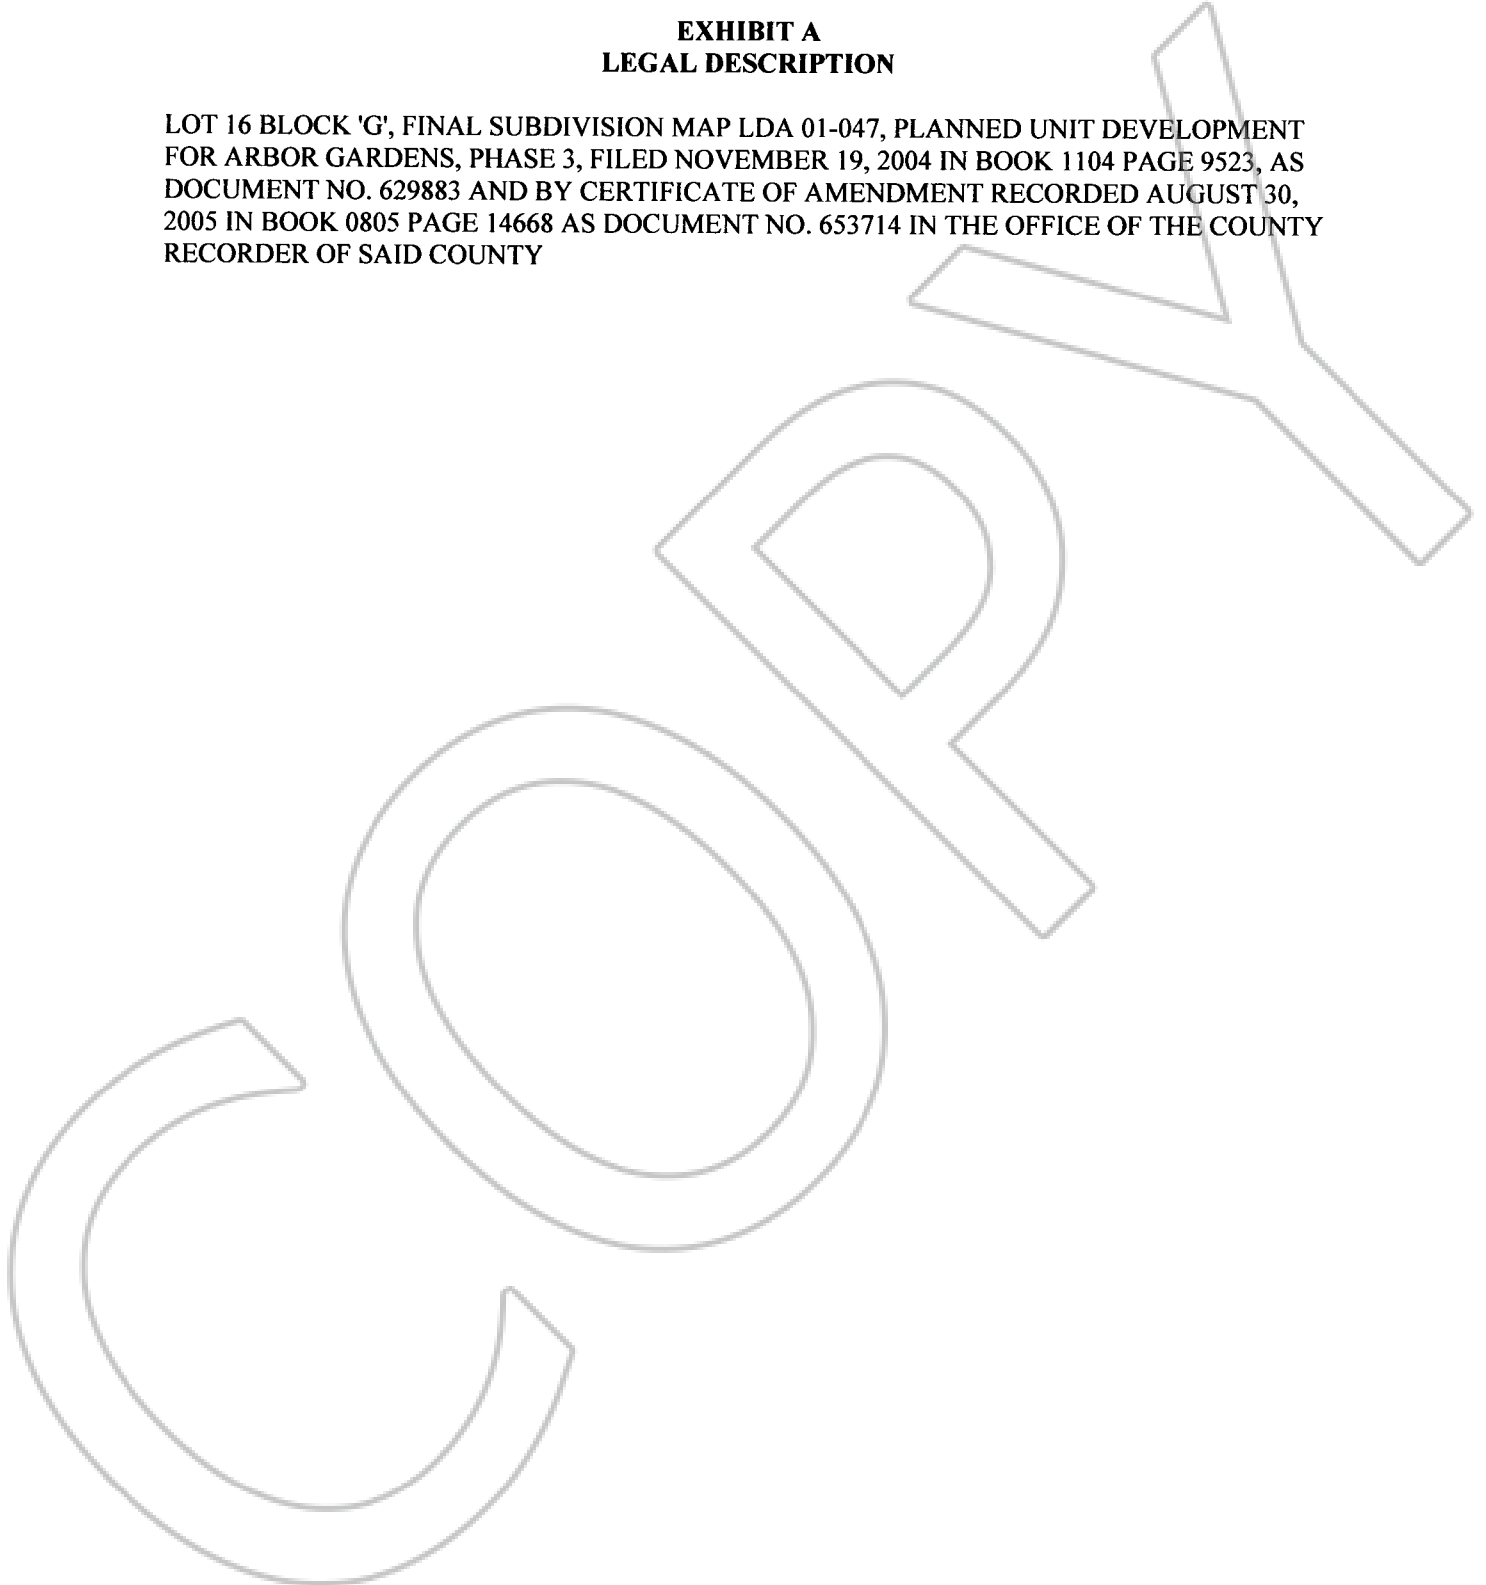 EXHIBIT A
LEGAL DESCRIPTION
LOT 16 BLOCK 'G', FINAL SUBDIVISION MAP LDA 01-047, PLANNED UNIT DEVELOPMENT
FOR ARBOR GARDENS, PHASE 3, FILED NOVEMBER 19, 2004 IN BOOK 1104 PAGE 9523, AS
DOCUMENT NO. 629883 AND BY CERTIFICATE OF AMENDMENT RECORDED AUGUST 30,
2005 IN BOOK 0805 PAGE 14668 AS DOCUMENT NO. 653714 IN THE OFFICE OF THE COUNTY
RECORDER OF SAID COUNTY
COPY